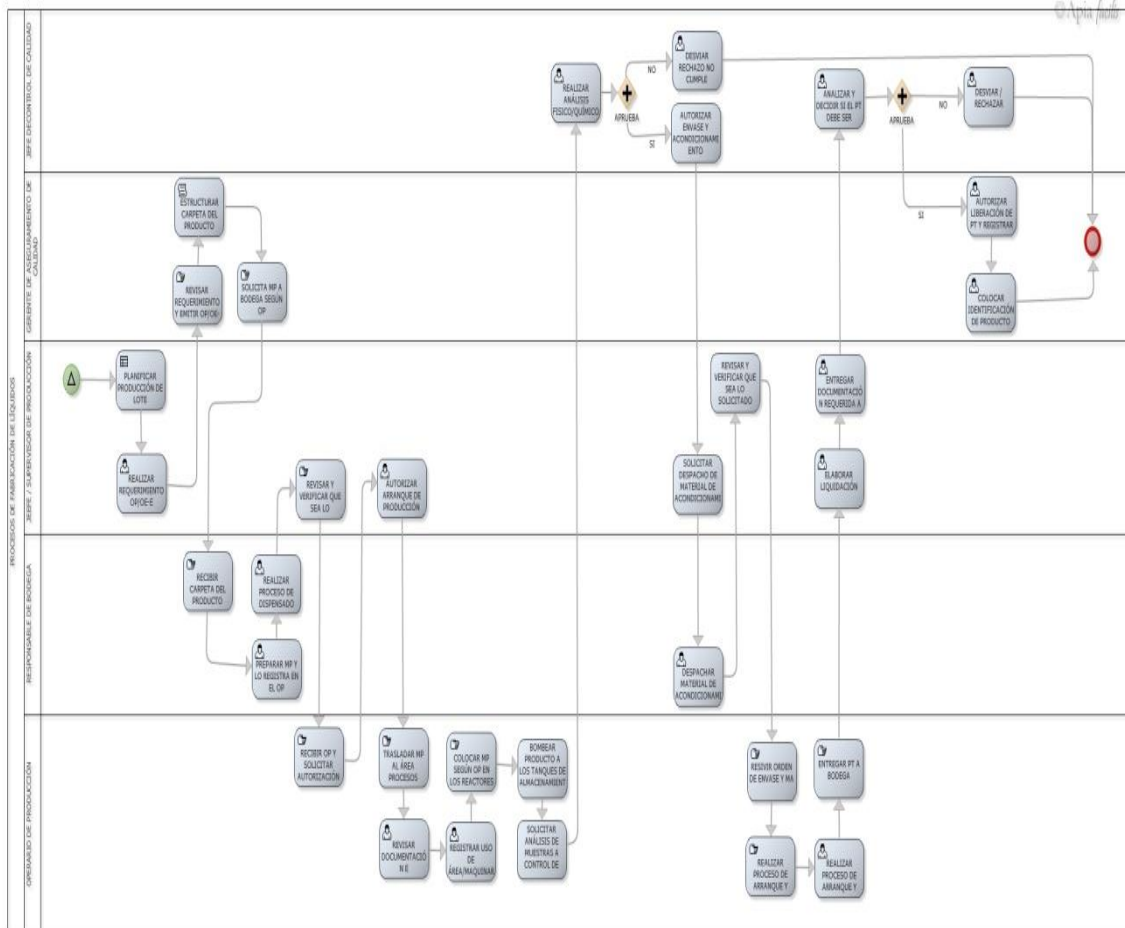 ©Apia facilis
PROCESOS DE FABRICACIÓN DE LÍQUIDOS
JEFE DECONTROL DE CALIDAD
REALIZAR
ANÁLISIS
FISICO/QUÍMICO
APRUEBA
NO
SI
DESVIAR
RECHAZO NO
CUMPLE
AUTORIZAR
ENVASE Y
ACONDICIONAMI
ENTO
ANALIZAR Y
DECIDIR SI EL PT
DEBE SER
APRUEBA
NO
SI
DESVIAR /
RECHAZAR
GERENTE DE ASEGURAMIENTO DE
CALIDAD
ESTRUCTURAR
CARPETA DEL
PRODUCTO
REVISAR
REQUERIMIENTO
Y EMITIR OP/OE-
SOLICITA MP A
BODEGA SEGÚN
OP
AUTORIZAR
LIBERACIÓN DE
PT Y REGISTRAR
COLOCAR
IDENTIFICACIÓN
DE PRODUCTO
JEEFE / SUPERVISOR DE PRODUCCIÓN
PLANIFICAR
PRODUCCIÓN DE
LOTE
REALIZAR
REQUERIMIENTO
OP/OE-E
REVISAR Y
VERIFICAR QUE
SEA LO
AUTORIZAR
ARRANQUE DE
PRODUCCIÓN
SOLICITAR
DESPACHO DE
MATERIAL DE
ACONDICIONAMI
REVISAR Y
VERIFICAR QUE
SEA LO
SOLICITADO
ENTREGAR
DOCUMENTACIÓ
N REQUERIDA A
ELABORAR
LIQUIDACIÓN
RESPONSABLE DE BODEGA
RECIBIR
CARPETA DEL
PRODUCTO
REALIZAR
PROCESO DE
DISPENSADO
PREPARAR MP Y
LO REGISTRA EN
EL OP
DESPACHAR
MATERIAL DE
ACONDICIONAMI
OPERARIO DE PRODUCCIÓN
RECIBIR OP Y
SOLICITAR
AUTORIZACIÓN
TRASLADAR MP
AL ÁREA
PROCESOS
REVISAR
DOCUMENTACIÓ
N E
REGISTRAR USO
DE
ÁREA/MAQUINAR
COLOCAR MP
SEGÚN OP EN
LOS REACTORES
BOMBEAR
PRODUCTO A
LOS TANQUES DE
ALMACENAMIENT
SOLICITAR
ANÁLISIS DE
MUESTRAS A
CONTROL DE
RESIVIR ORDEN
DE ENVASE Y MA
REALIZAR
PROCESO DE
ARRANQUE Y
REALIZAR
PROCESO DE
ARRANQUE Y
ENTREGAR PT A
BODEGA